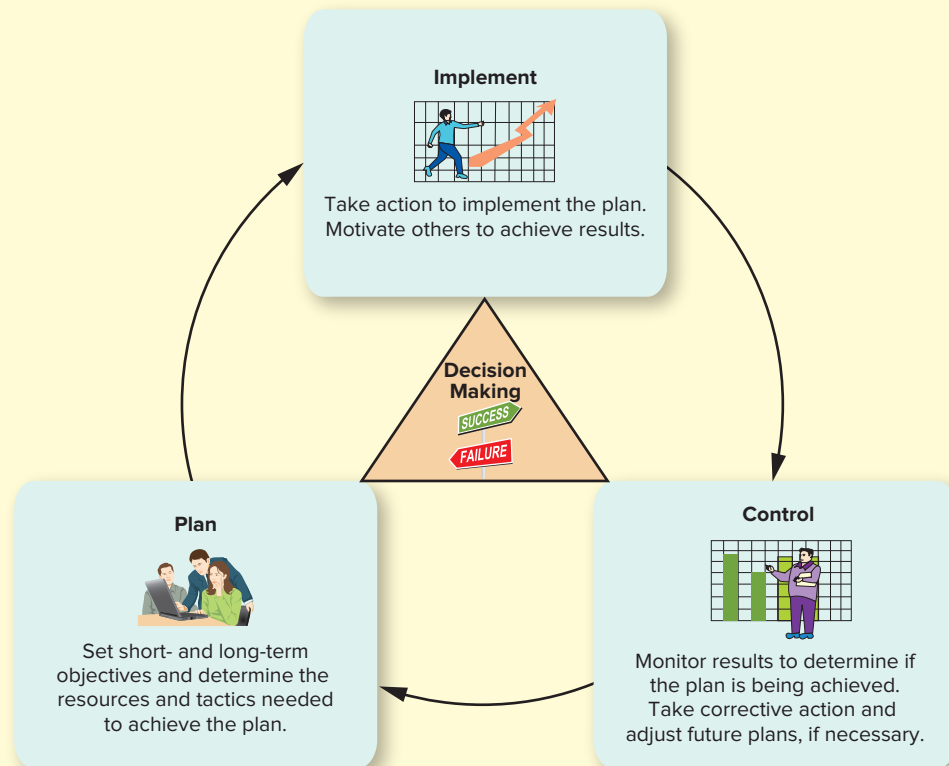 Implement
Take action to implement the plan.
Motivate others to achieve results.
Decision
Making
SUCCESS
FAILURE
Plan
Set short- and long-term
objectives and determine the
resources and tactics needed
to achieve the plan.
Control
Monitor results to determine if
the plan is being achieved.
Take corrective action and
adjust future plans, if necessary.